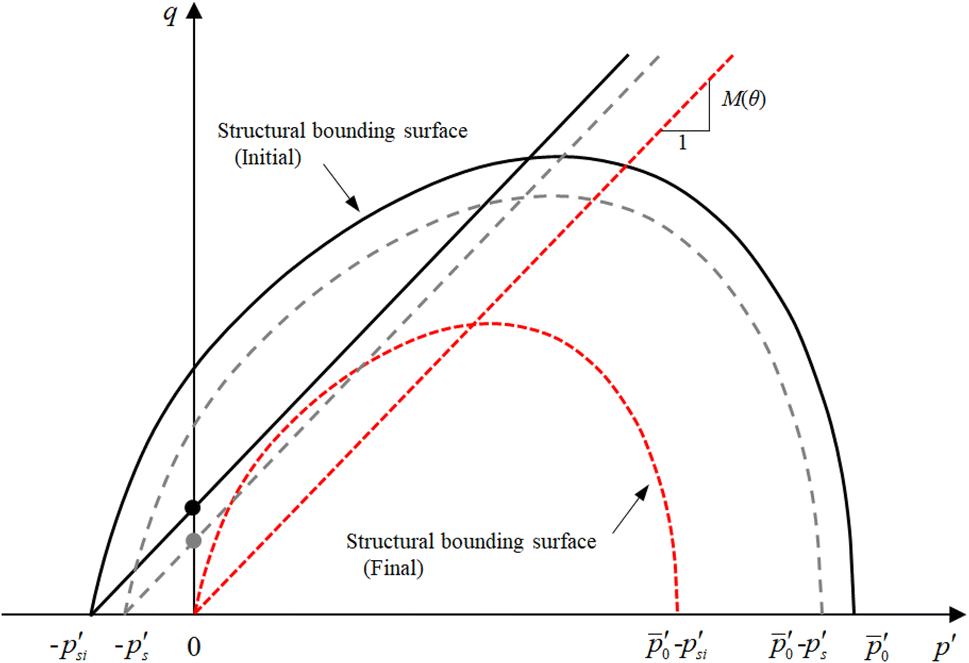 q
M(θ)
1
Structural bounding surface
(Initial)
Structural bounding surface
(Final)
-p′si -p′s 0 p̅′0-p′si p̅′0-p′s p̅′0 p′